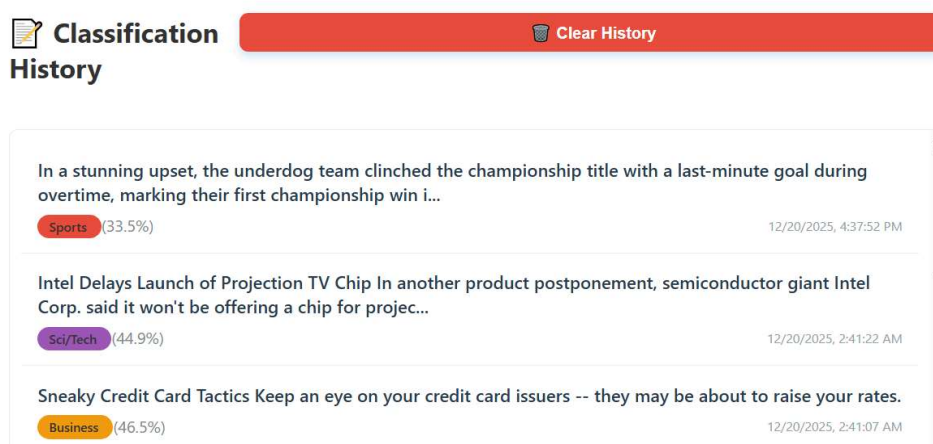 📝 Classification
History
🗑️ Clear History
In a stunning upset, the underdog team clinched the championship title with a last-minute goal during
overtime, marking their first championship win i...
Sports (33.5%)
12/20/2025, 4:37:52 PM
Intel Delays Launch of Projection TV Chip In another product postponement, semiconductor giant Intel
Corp. said it won't be offering a chip for projec...
Sci/Tech (44.9%)
12/20/2025, 2:41:22 AM
Sneaky Credit Card Tactics Keep an eye on your credit card issuers -- they may be about to raise your rates.
Business (46.5%)
12/20/2025, 2:41:07 AM